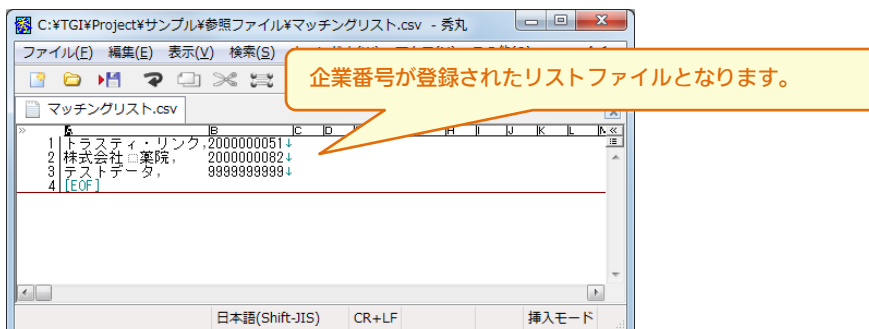 C:¥TGI¥Project¥サンプル¥参照ファイル¥マッチングリスト.csv - 秀丸
ファイル(F) 編集(E) 表示(V) 検索(S)
企業番号が登録されたリストファイルとなります。
マッチングリスト.csv
A B C D H I J K L
1 トラスティ・リンク,2000000051↓
2 株式会社□薬院, 2000000082↓
3 テストデータ, 9999999999↓
4 [EOF]
日本語(Shift-JIS) CR+LF 挿入モード